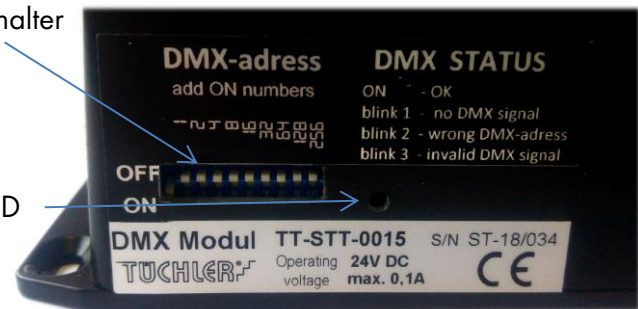 halter
DMX-adress
add ON numbers
1 2 4 8 16 32 64 128 256
OFF
ON
DMX STATUS
ON - OK
blink 1 - no DMX signal
blink 2 - wrong DMX-adress
blink 3 - invalid DMX signal
D
DMX Modul TT-STT-0015 S/N ST-18/034
TÜCHLER
Operating voltage 24V DC max. 0,1A
CE